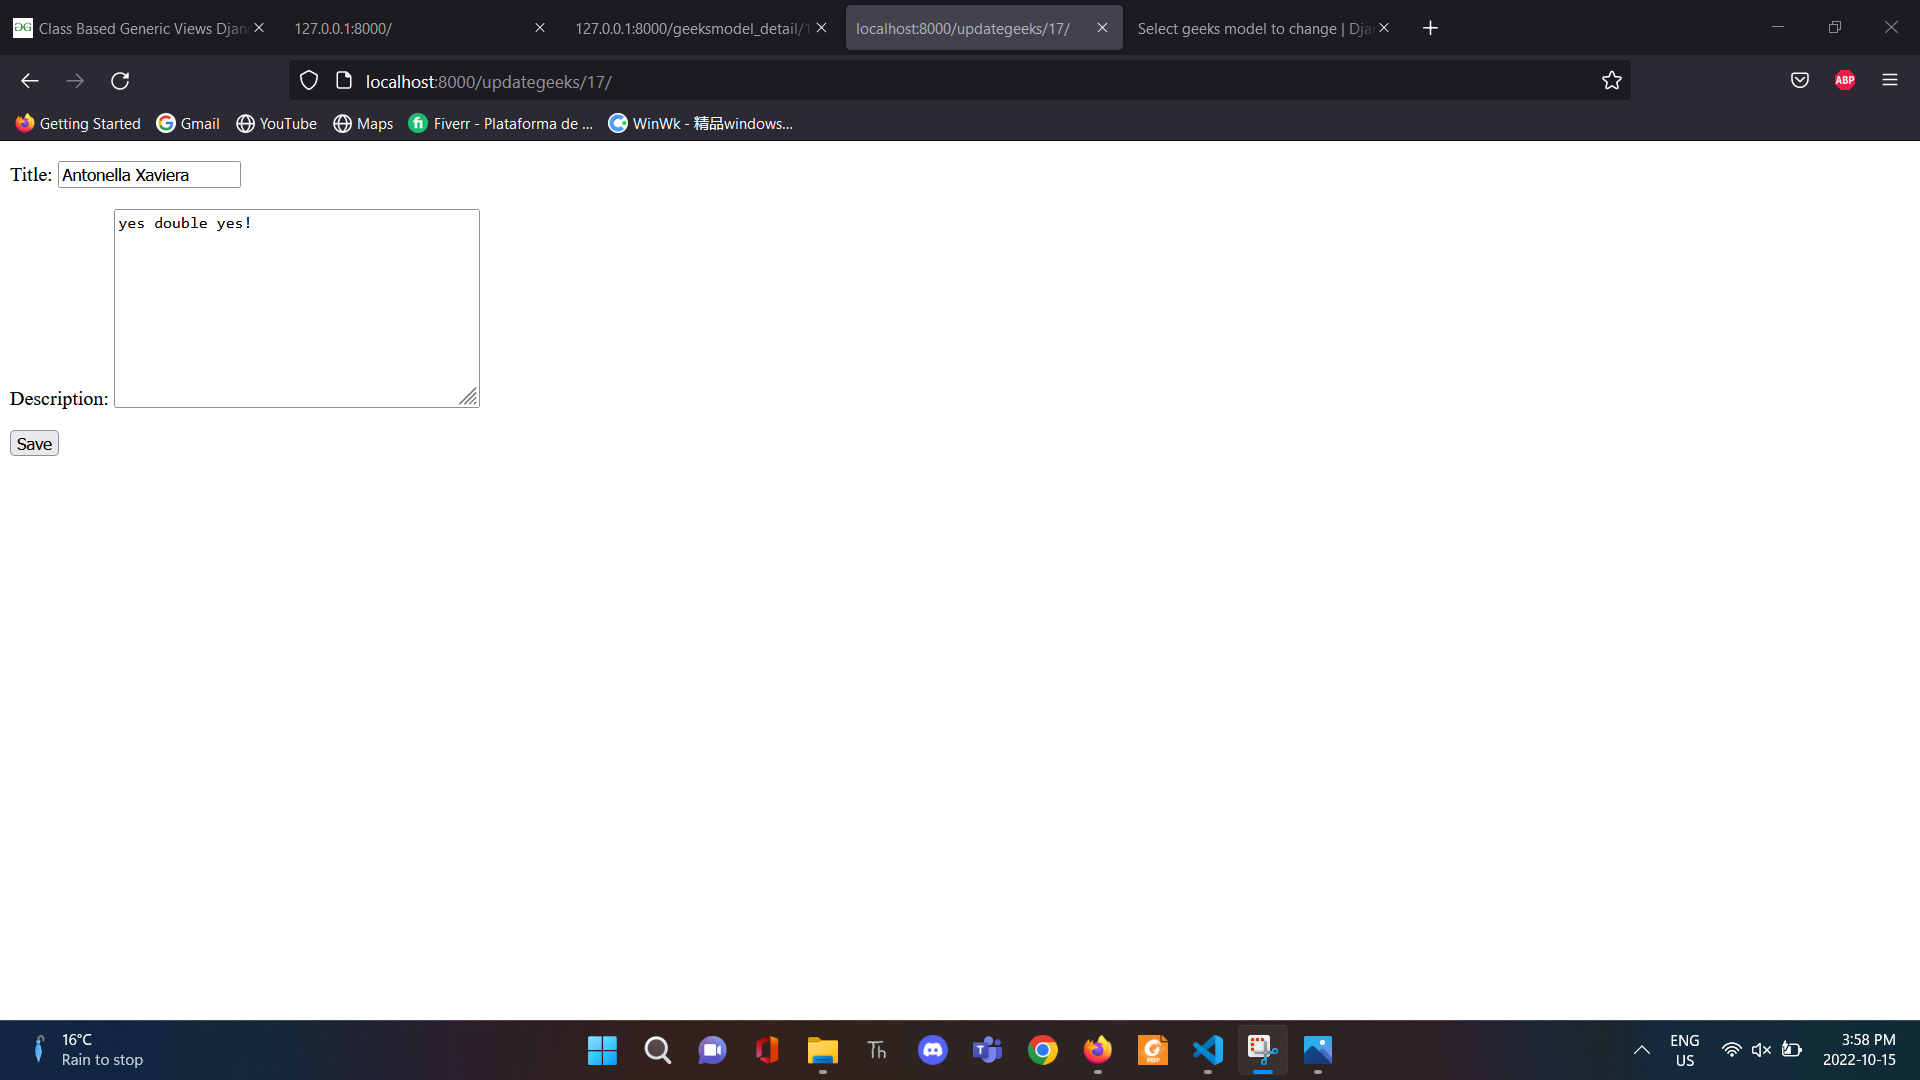 Class Based Generic Views Djan
127.0.0.1:8000/
127.0.0.1:8000/geeksmodel_detail/1
localhost:8000/updategeeks/17/
Select geeks model to change | Dja
localhost:8000/updategeeks/17/
ABP
Getting Started
Gmail
YouTube
Maps
Fiverr - Plataforma de ...
WinWk - 精品windows...
Title: Antonella Xaviera
yes double yes!
Description:
Save
16°C
Rain to stop
Th
PDF
ENG
US
3:58 PM
2022-10-15